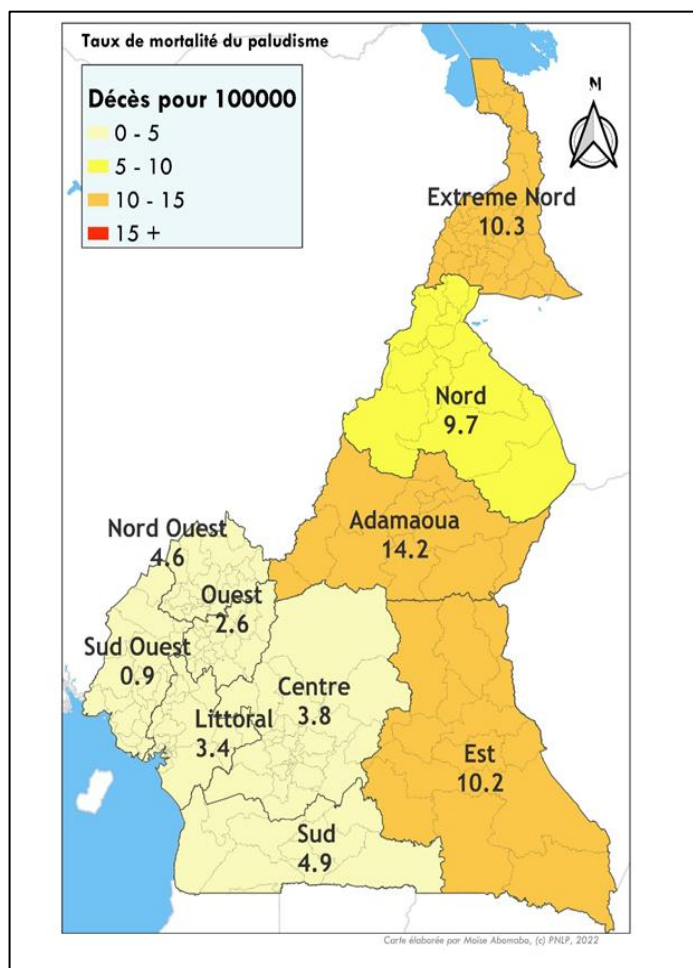 Taux de mortalité du paludisme
Décès pour 100000
0 - 5
5 - 10
10 - 15
15 +
N
Extreme Nord
10.3
Nord
9.7
Adamaoua
14.2
Nord Ouest
4.6
Ouest
2.6
Sud Ouest
0.9
Centre
3.8
Littoral
3.4
Est
10.2
Sud
4.9
Carte élaborée par Moïse Abomabo, (c) PNLP, 2022